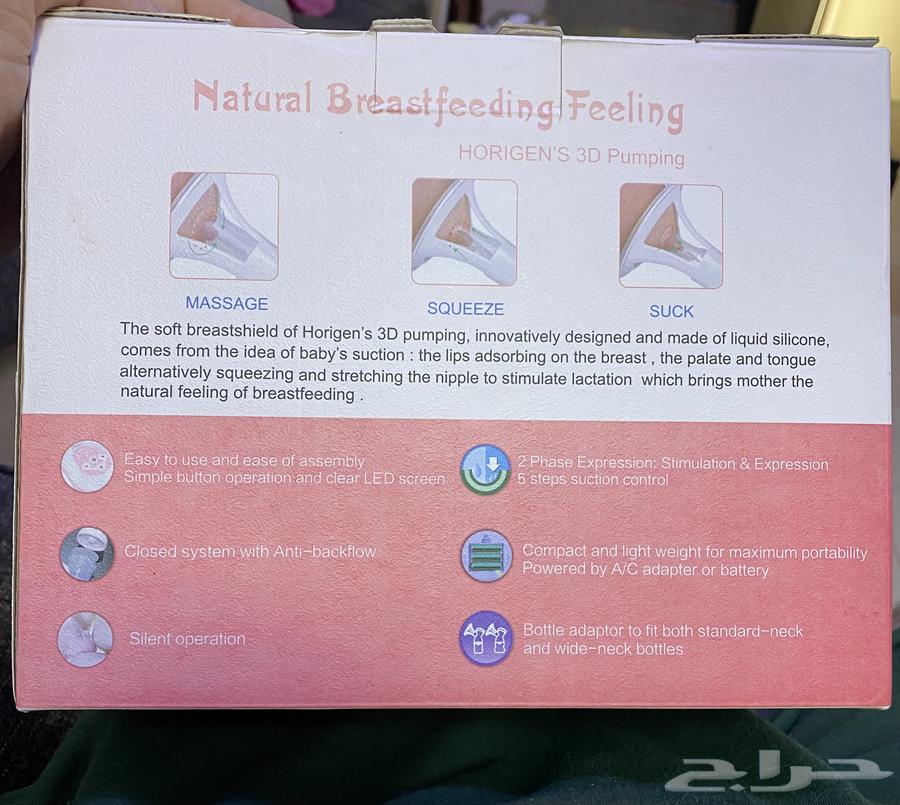 Natural Breastfeeding Feeling
HORIGEN'S 3D Pumping
MASSAGE
SQUEEZE
SUCK
The soft breastshield of Horigen's 3D pumping, innovatively designed and made of liquid silicone,
comes from the idea of baby's suction : the lips adsorbing on the breast , the palate and tongue
alternatively squeezing and stretching the nipple to stimulate lactation which brings mother the
natural feeling of breastfeeding .
Easy to use and ease of assembly
Simple button operation and clear LED screen
2 Phase Expression: Stimulation & Expression
5 steps suction control
Closed system with Anti-backflow
Compact and light weight for maximum portability
Powered by A/C adapter or battery
Silent operation
Bottle adaptor to fit both standard-neck
and wide-neck bottles
حراج